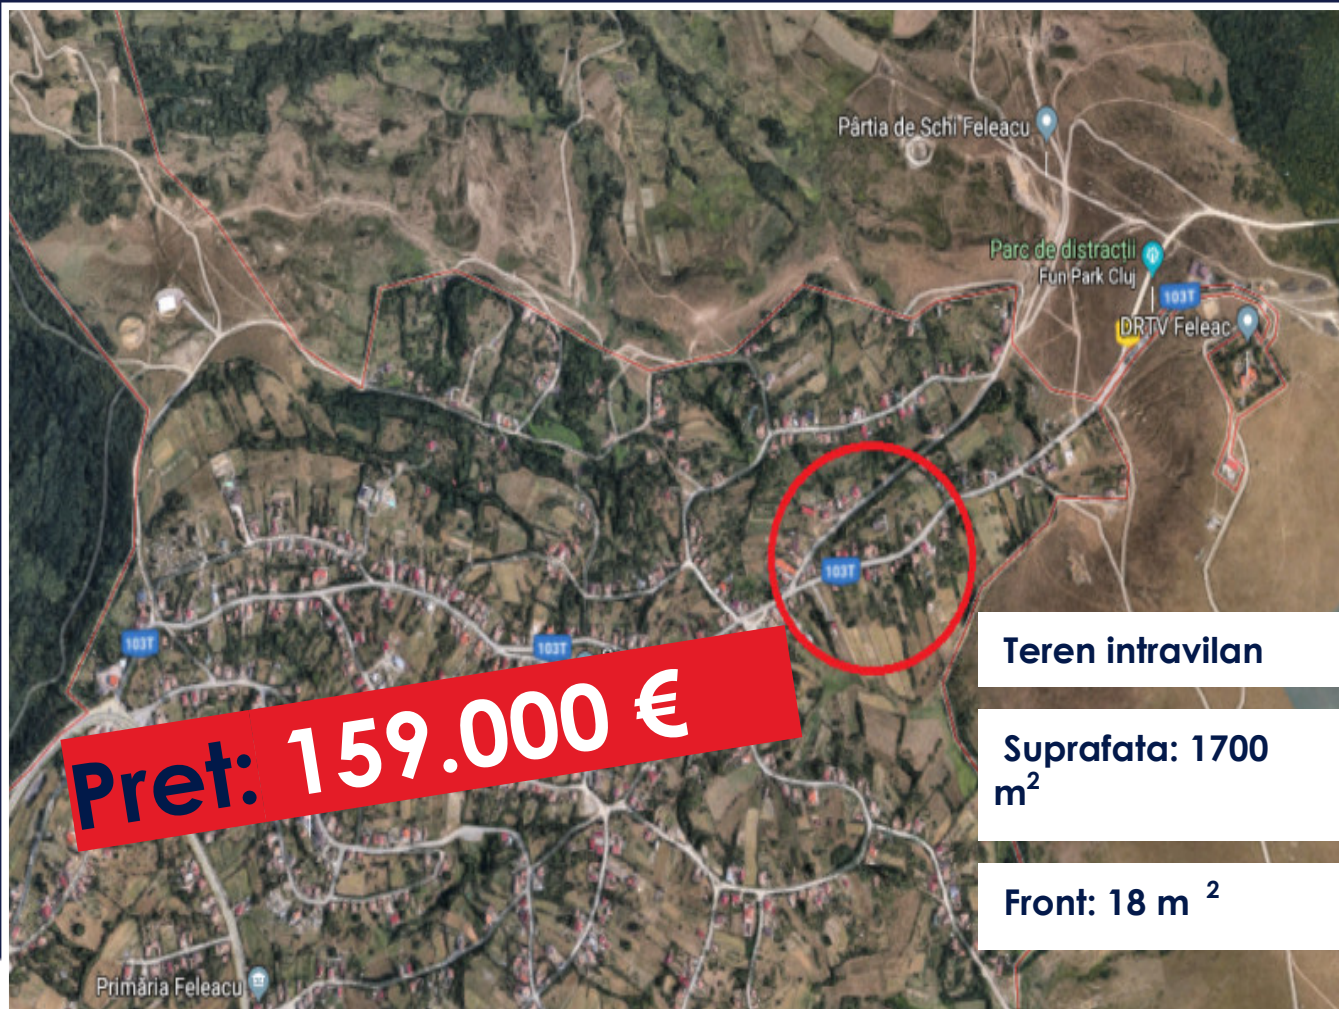 Pârtia de Schi Feleacu
Parc de distracții
Fun Park Cluj
103T
DRTV Feleac
103T
103T
103T
Teren intravilan
Pret: 159.000 €
Suprafata: 1700
m²
Front: 18 m ²
Primăria Feleacu